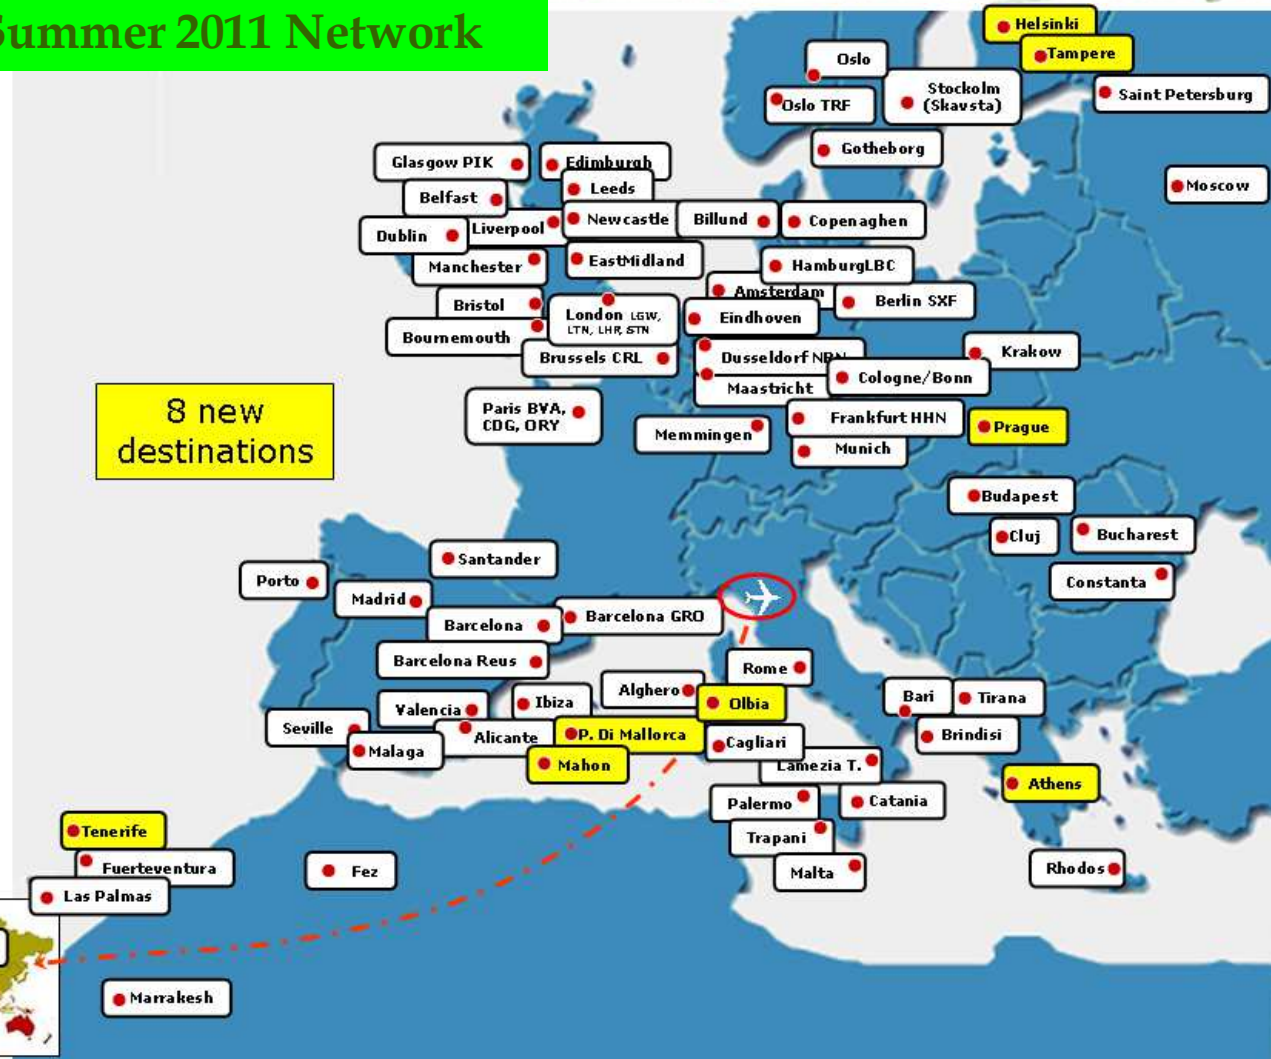 Summer 2011 Network
Helsinki
Tampere
Oslo
Oslo TRF
Stockolm
(Skavsta)
Saint Petersburg
Gotheborg
Moscow
Glasgow PIK
Edimburgh
Leeds
Belfast
Liverpool
Newcastle
Billund
Copenaghen
Dublin
Manchester
EastMidland
HamburgLBC
Amsterdam
Berlin SXF
Bristol
London LGW,
LTN, LHR, STN
Eindhoven
Bournemouth
Brussels CRL
Dusseldorf NRN
Krakow
Maastricht
Cologne/Bonn
8 new
destinations
Paris BVA,
CDG, ORY
Memmingen
Frankfurt HHN
Prague
Munich
Budapest
Cluj
Bucharest
Constanta
Santander
Porto
Madrid
Barcelona
Barcelona GRO
Barcelona Reus
Rome
Alghero
Olbia
Bari
Tirana
Valencia
Ibiza
Seville
Alicante
P. Di Mallorca
Cagliari
Brindisi
Malaga
Mahon
Lamezia T.
Athens
Palermo
Catania
Trapani
Malta
Rhodos
Tenerife
Fuerteventura
Las Palmas
Fez
Marrakesh